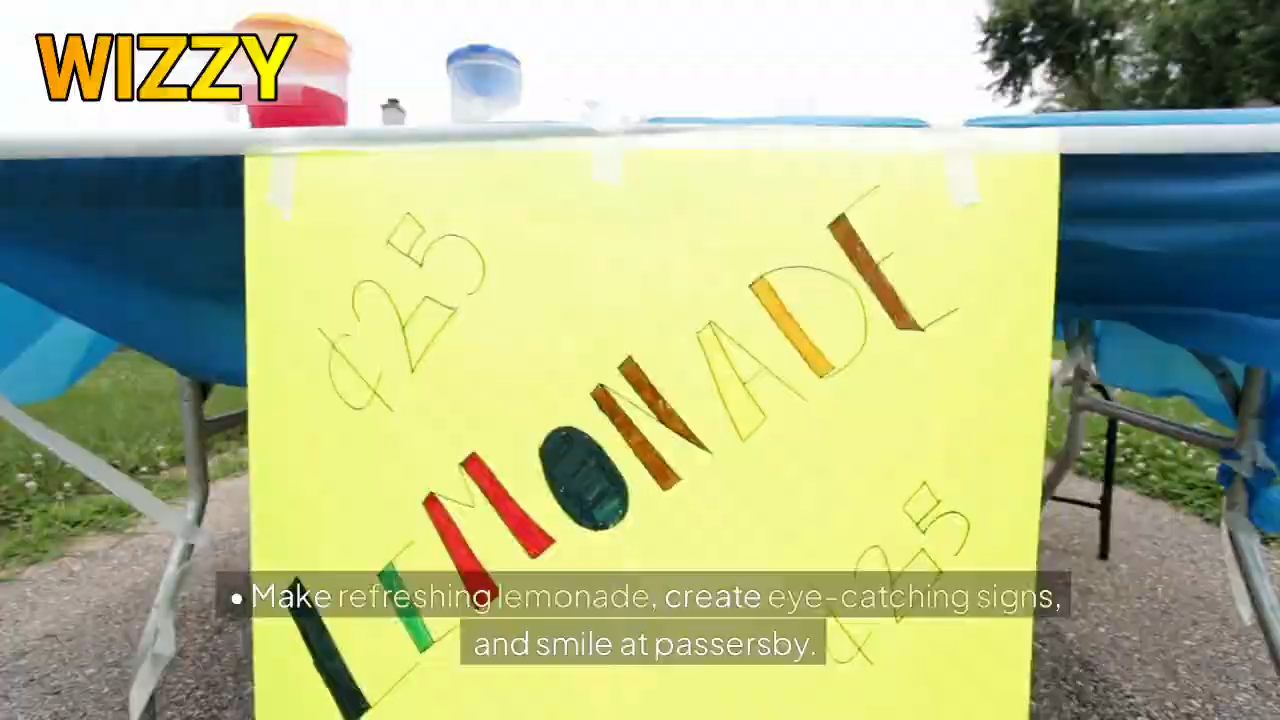 WIZZY
¢25
LEMONADE
¢25
• Make refreshing lemonade, create eye-catching signs,
and smile at passersby.